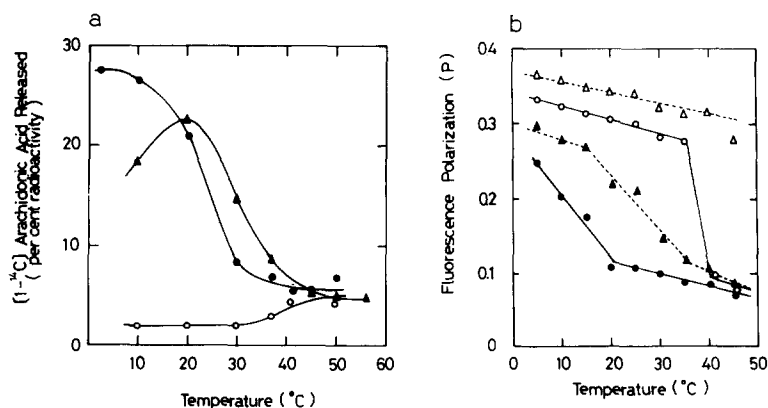 a
[1-¹⁴C] Arachidonic Acid Released
( per cent radioactivity)
30
20
10
0
0 10 20 30 40 50 60
Temperature (°C)
b
Fluorescence Polarization (P)
0.4
0.3
0.2
0.1
0
0 10 20 30 40 50
Temperature (°C)